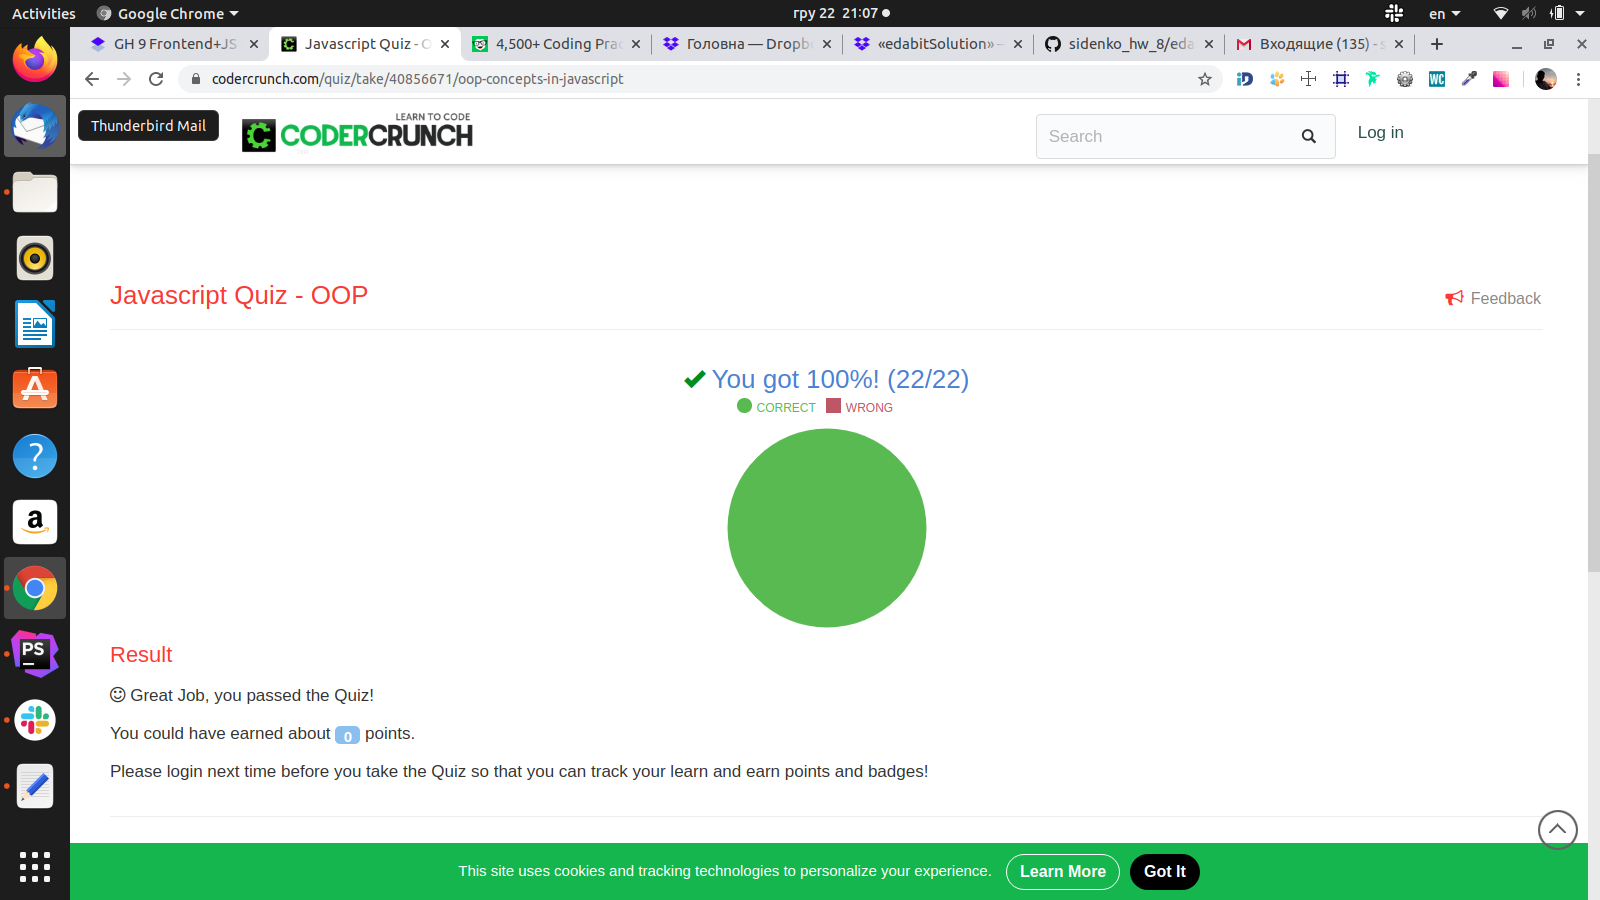 Activities Google Chrome гру 22 21:07 en
GH 9 Frontend+JS Javascript Quiz - O 4,500+ Coding Prac Головна — Dropb «edabitSolution» – sidenko_hw_8/eda Входящие (135) - s
codercrunch.com/quiz/take/40856671/oop-concepts-in-javascript
Thunderbird Mail
LEARN TO CODE
CODERCRUNCH
Search
Log in
Javascript Quiz - OOP
Feedback
You got 100%! (22/22)
CORRECT WRONG
Result
Great Job, you passed the Quiz!
You could have earned about 0 points.
Please login next time before you take the Quiz so that you can track your learn and earn points and badges!
This site uses cookies and tracking technologies to personalize your experience. Learn More Got It
PS
WC